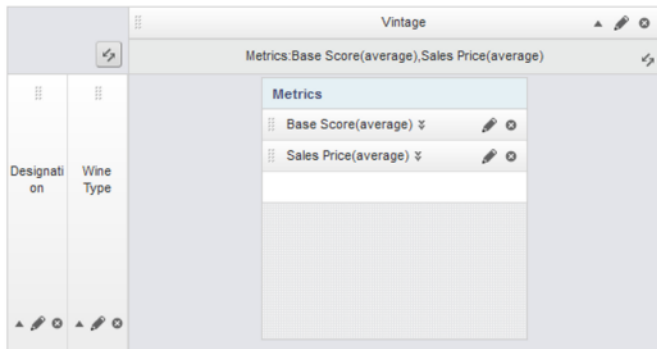 Vintage
Metrics:Base Score(average),Sales Price(average)
Metrics
Base Score(average)
Sales Price(average)
Designati
on
Wine
Type